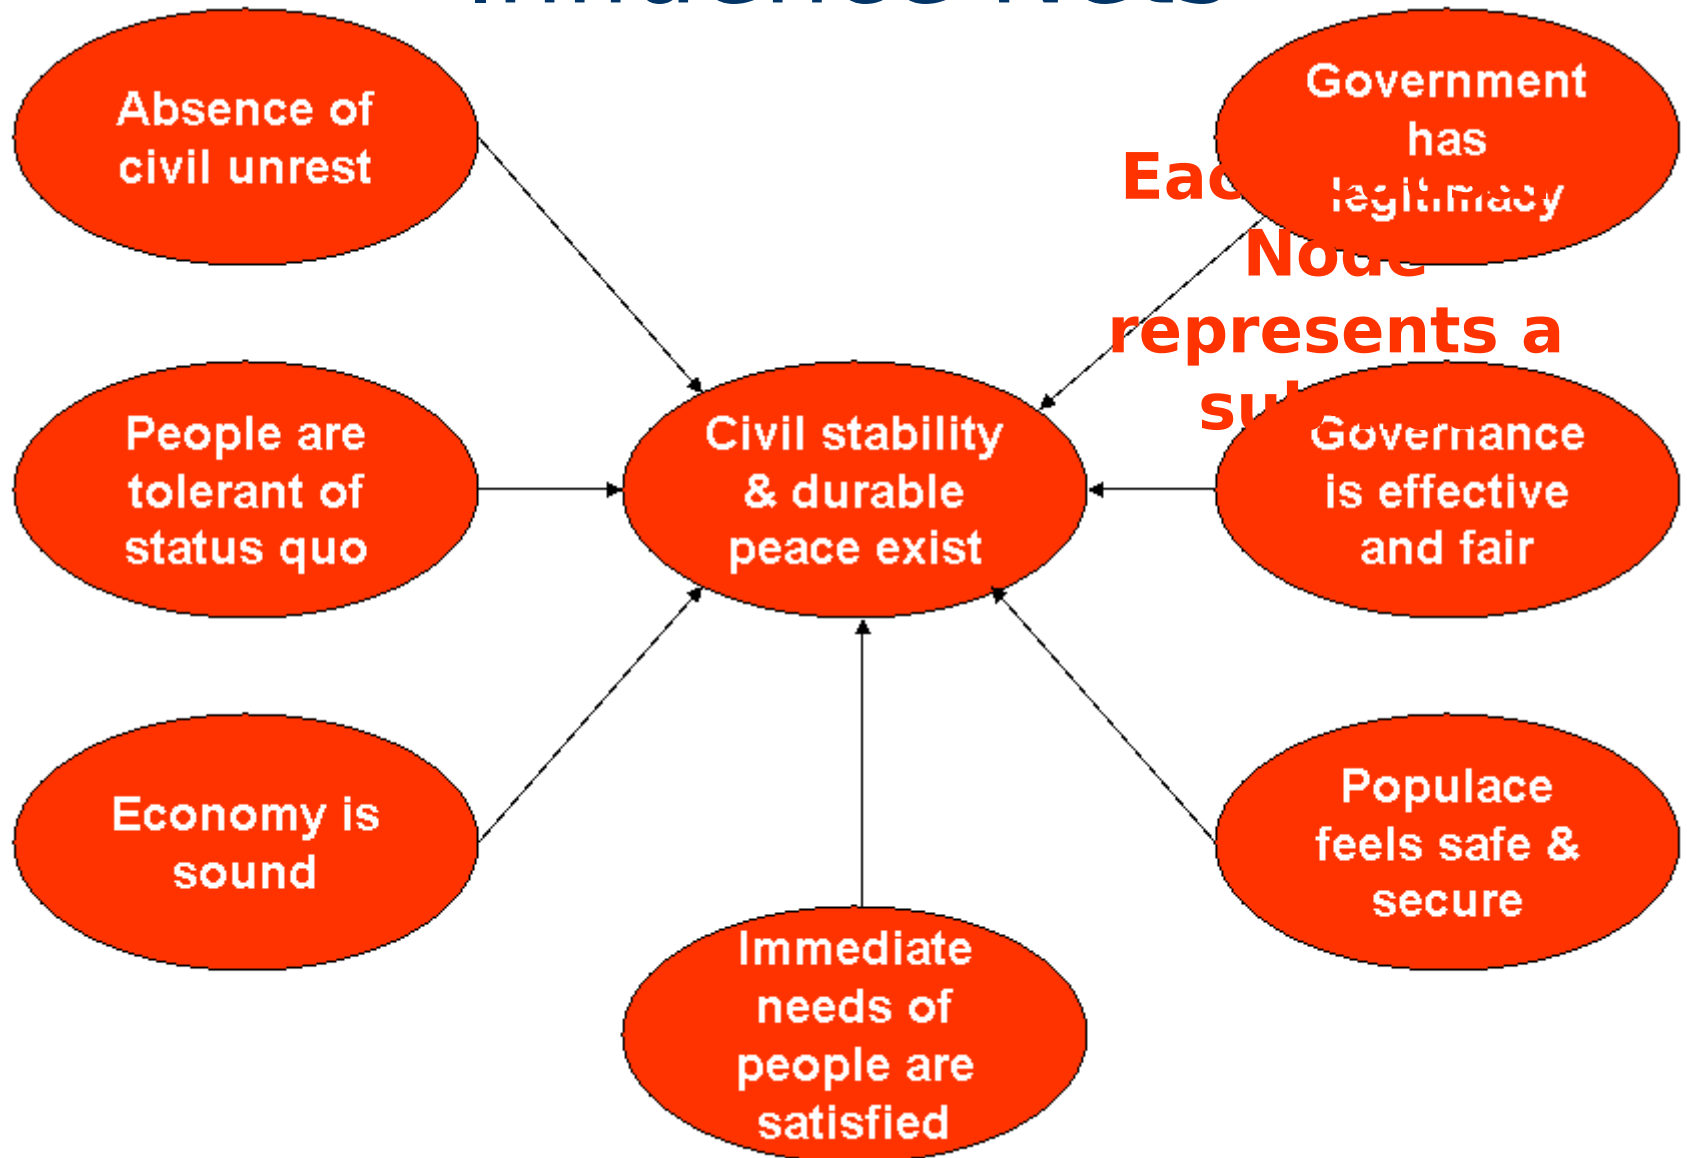 Influence Nets
Absence of
civil unrest
Government
has
legitimacy
Node
represents a
People are
tolerant of
status quo
Civil stability
& durable
peace exist
Governance
is effective
and fair
Economy is
sound
Populace
feels safe &
secure
Immediate
needs of
people are
satisfied